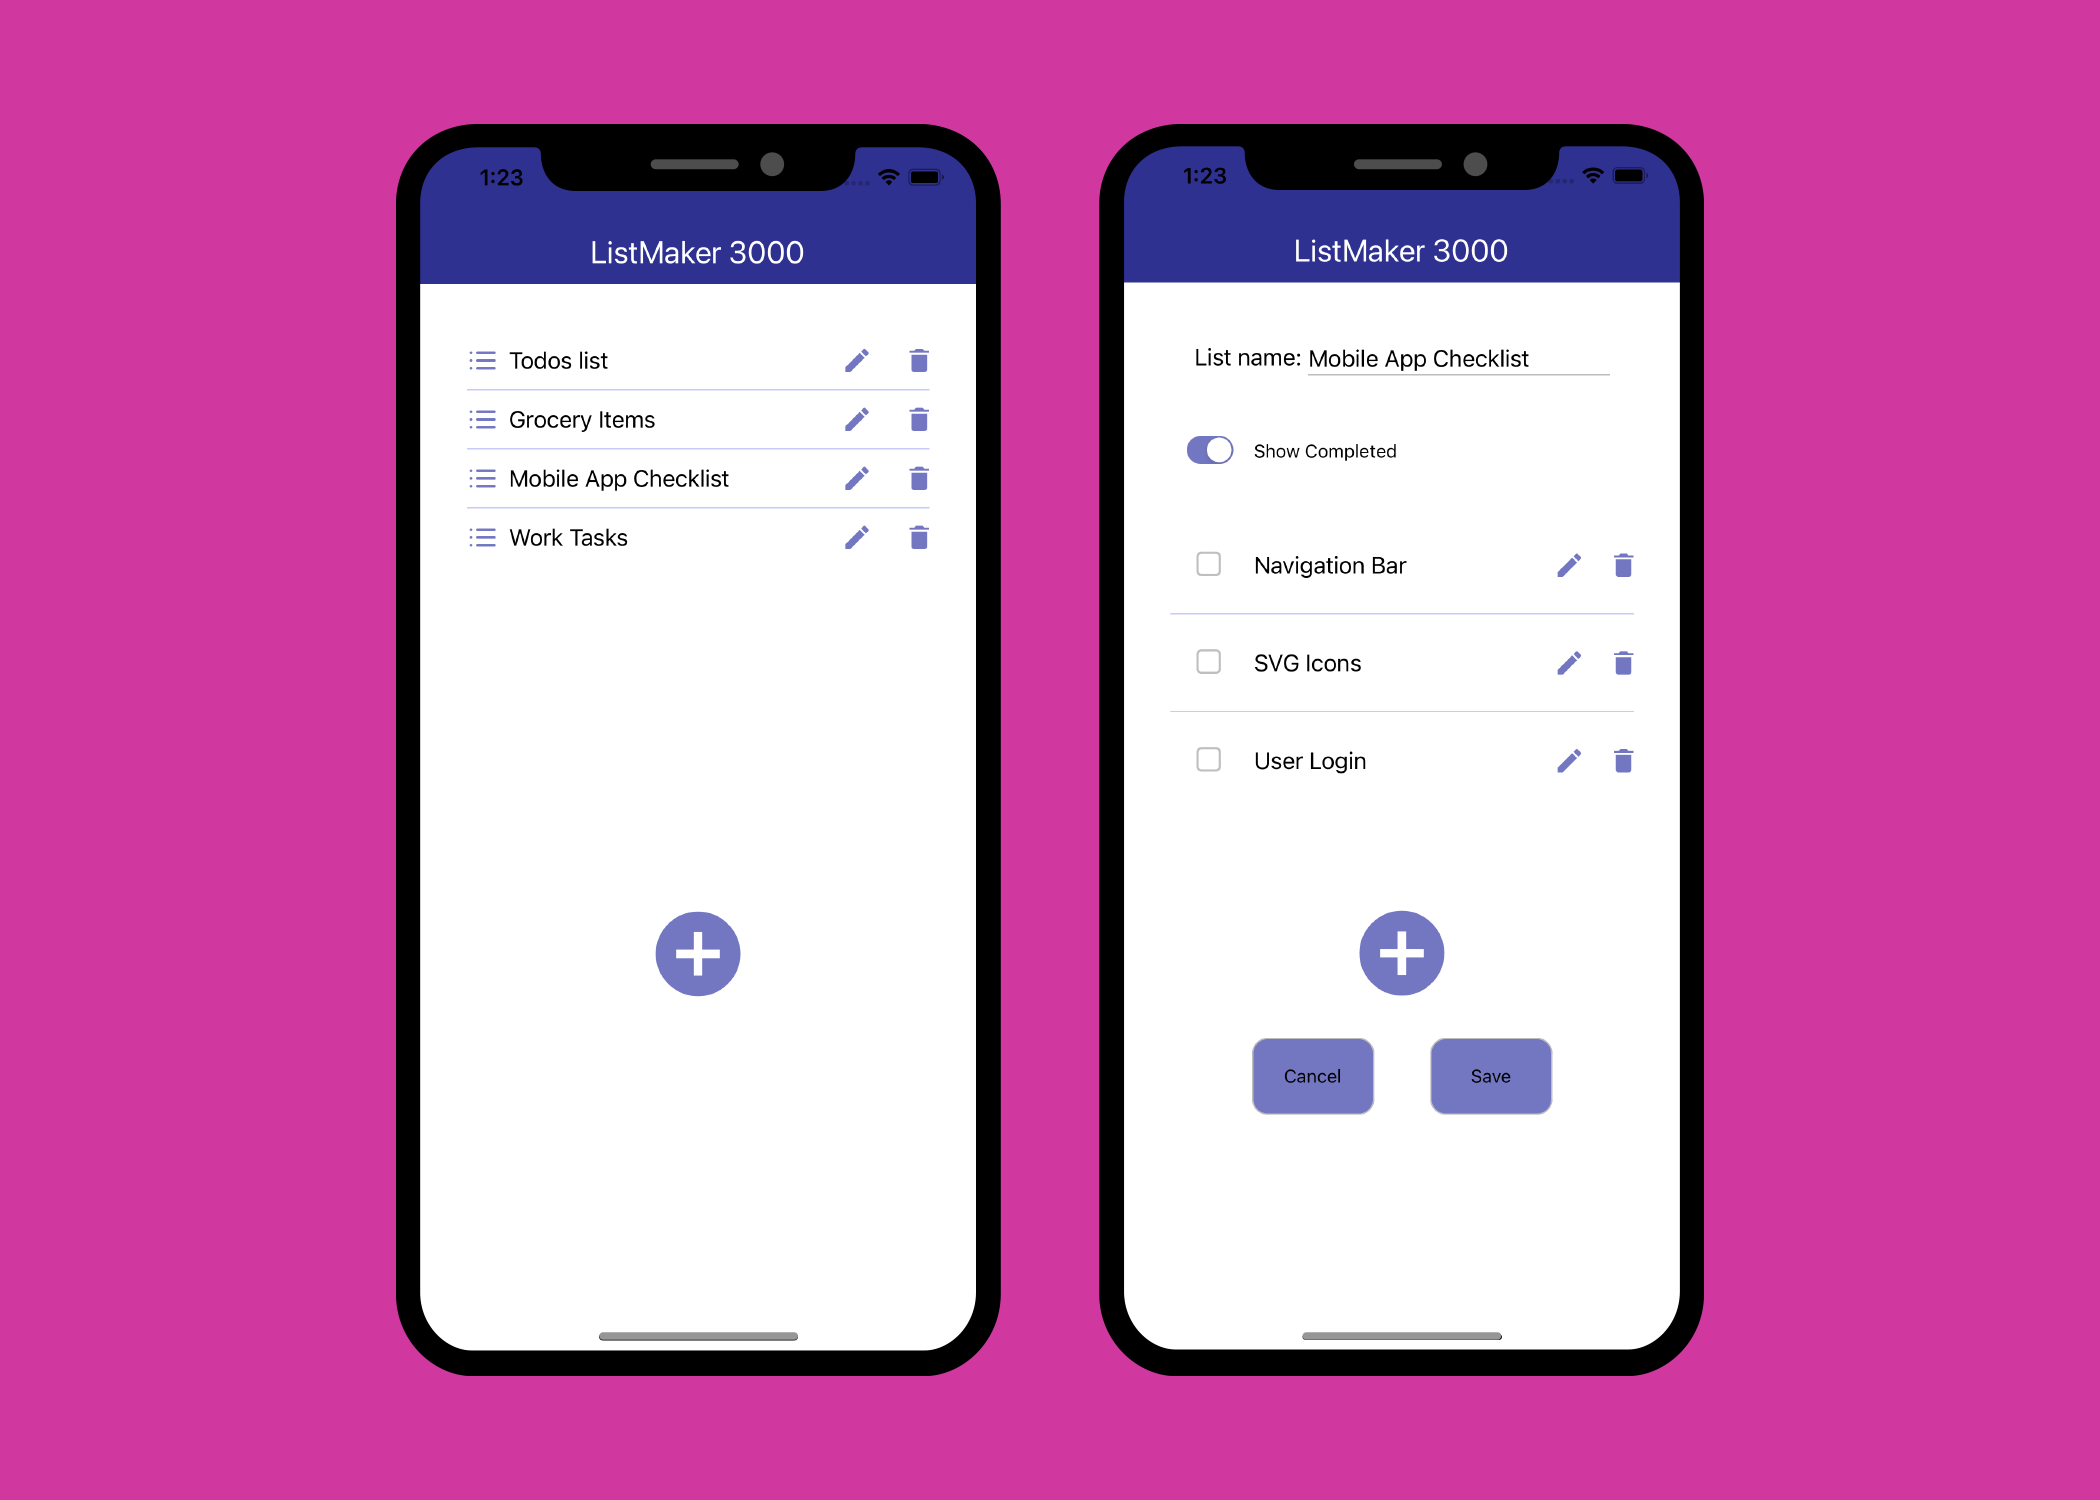 1:23
ListMaker 3000
Todos list
Grocery Items
Mobile App Checklist
Work Tasks
1:23
ListMaker 3000
List name: Mobile App Checklist
Show Completed
Navigation Bar
SVG Icons
User Login
Cancel
Save